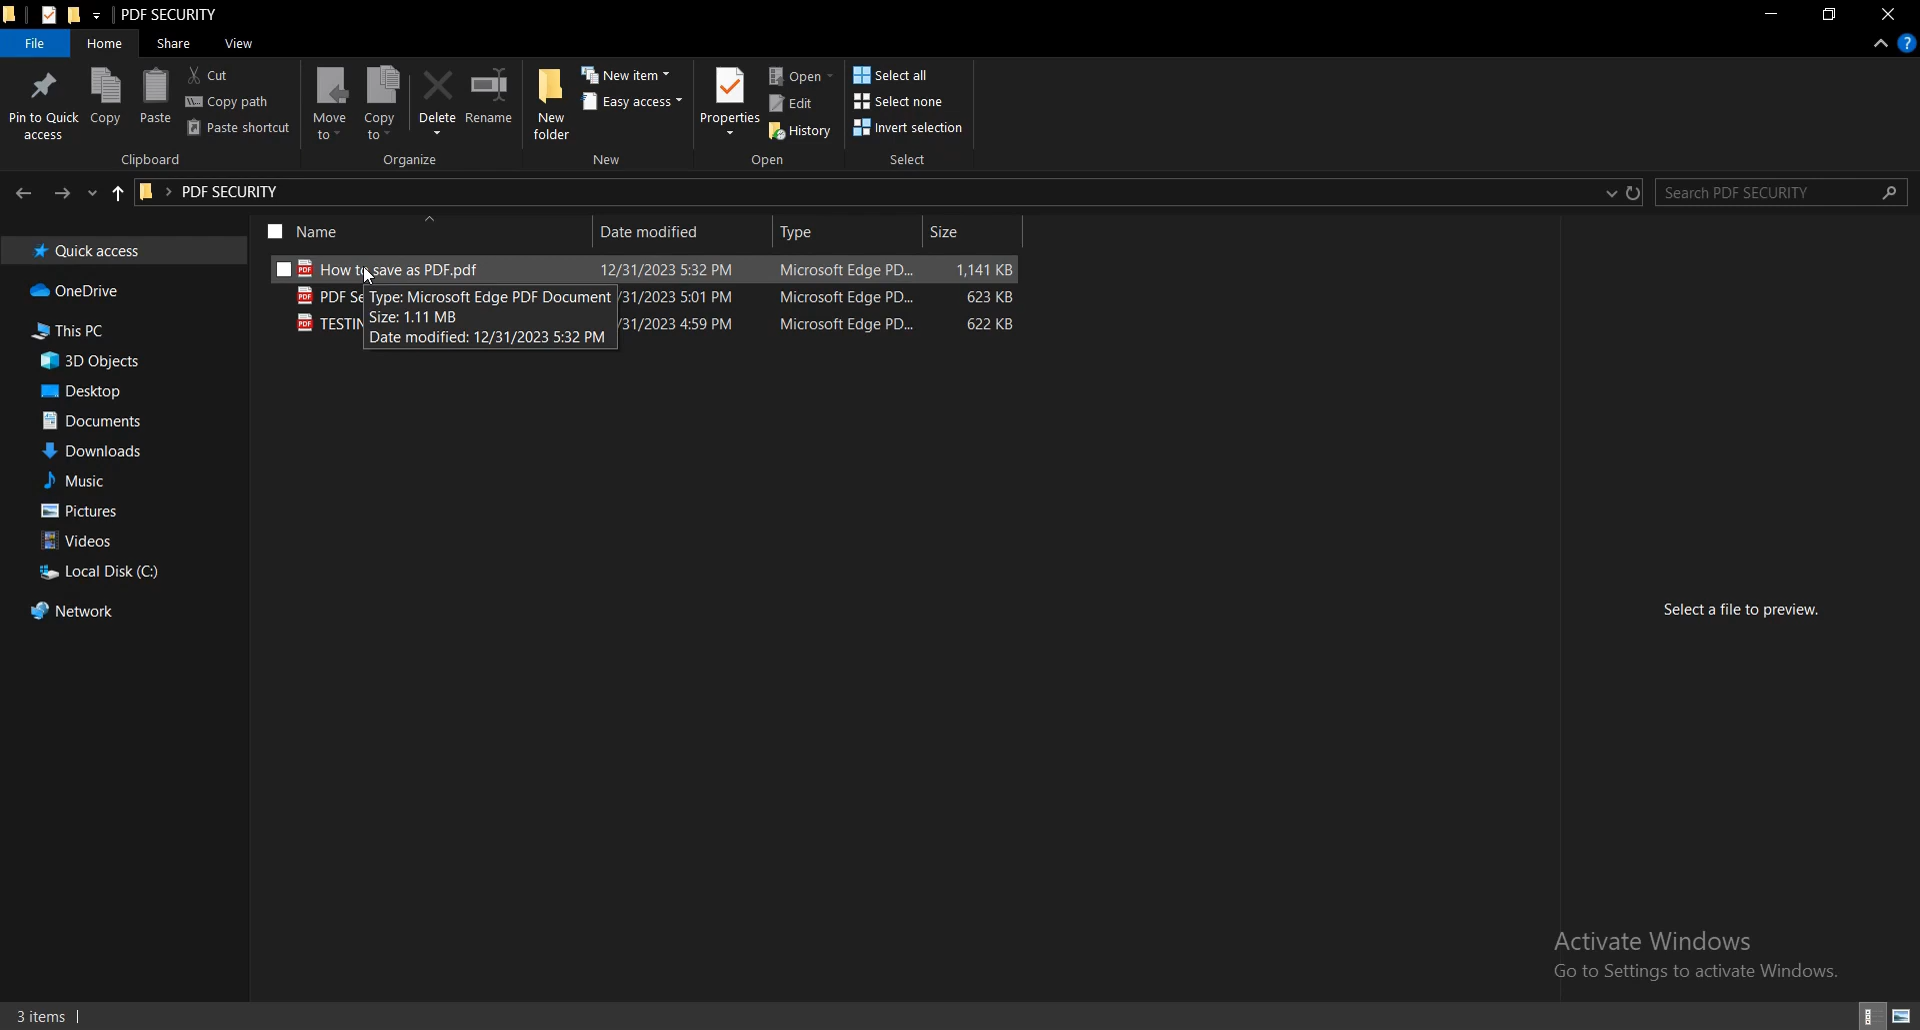 PDF SECURITY
File Home Share View
Pin to Quick access
Copy
Paste
Cut
Copy path
Paste shortcut
Clipboard
Move to
Copy to
Delete
Rename
Organize
New folder
New item
Easy access
New
Properties
Open
Edit
History
Open
Select all
Select none
Invert selection
Select
PDF SECURITY
Search PDF SECURITY
Quick access
OneDrive
This PC
3D Objects
Desktop
Documents
Downloads
Music
Pictures
Videos
Local Disk (C:)
Network
Name Date modified Type Size
How to save as PDF.pdf 12/31/2023 5:32 PM Microsoft Edge PD... 1,141 KB
PDF Se /31/2023 5:01 PM Microsoft Edge PD... 623 KB
TESTIN /31/2023 4:59 PM Microsoft Edge PD... 622 KB
Type: Microsoft Edge PDF Document
Size: 1.11 MB
Date modified: 12/31/2023 5:32 PM
Select a file to preview.
Activate Windows
Go to Settings to activate Windows.
3 items